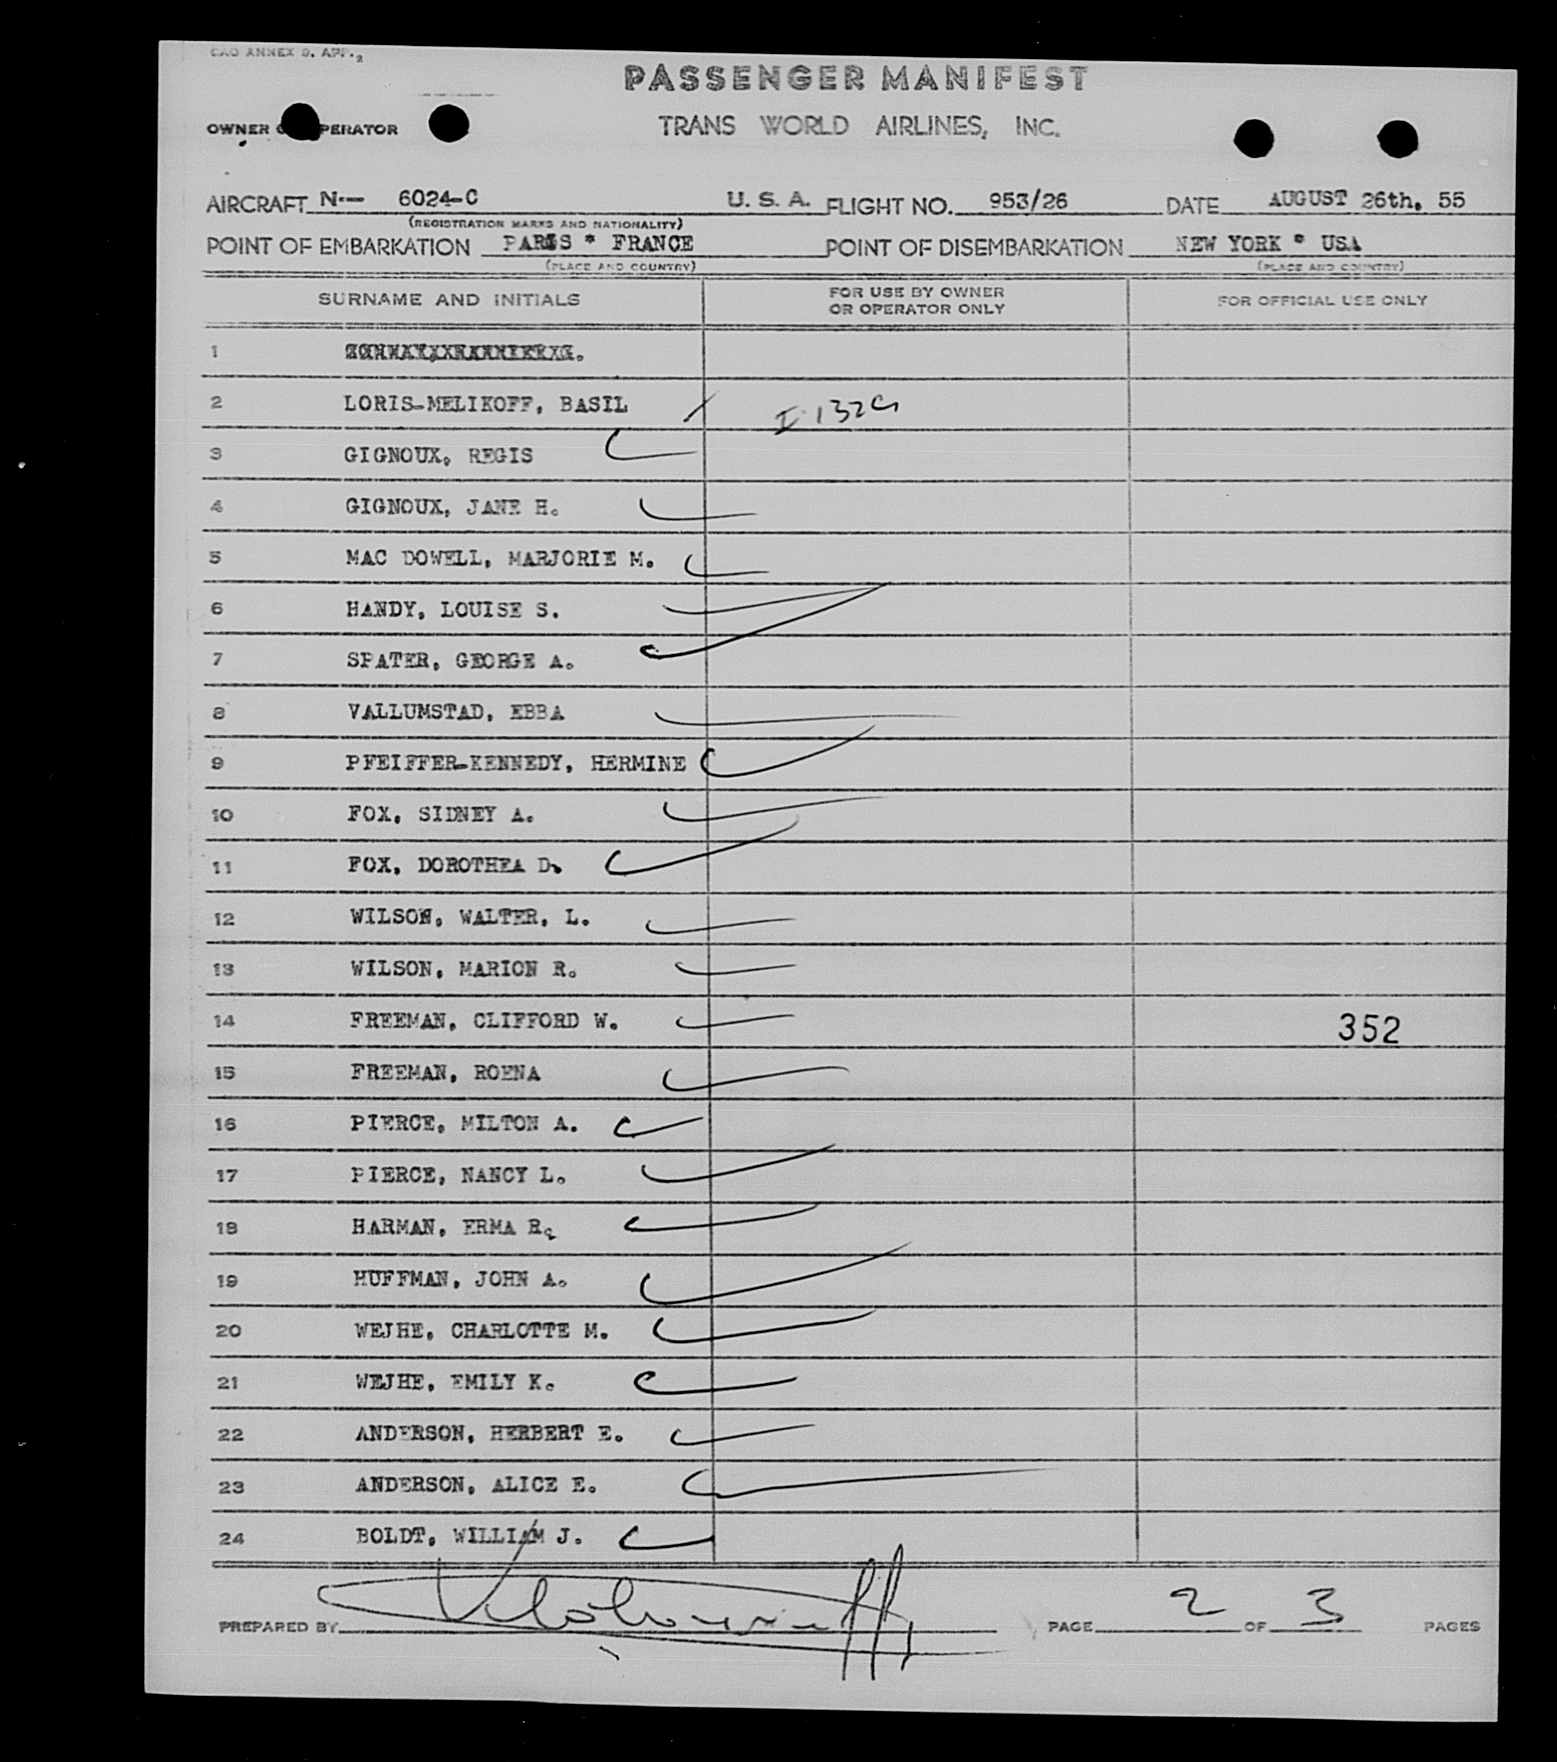 CAO ANNEX 9. APP. 2
PASSENGER MANIFEST
OWNER OPERATOR TRANS WORLD AIRLINES, INC.
AIRCRAFT N-- 6024-C U. S. A. FLIGHT NO. 953/26 DATE AUGUST 26th. 55
(REGISTRATION MARKS AND NATIONALITY)
POINT OF EMBARKATION PARIS * FRANCE POINT OF DISEMBARKATION NEW YORK * USA
(PLACE AND COUNTRY) (PLACE AND COUNTRY)
SURNAME AND INITIALS FOR USE BY OWNER OR OPERATOR ONLY FOR OFFICIAL USE ONLY
1
2 LORIS-MELIKOFF, BASIL I-132G
3 GIGNOUX, REGIS
4 GIGNOUX, JANE H.
5 MAC DOWELL, MARJORIE M.
6 HANDY, LOUISE S.
7 SPATER, GEORGE A.
8 VALLUMSTAD, EBBA
9 PFEIFFER-KENNEDY, HERMINE
10 FOX, SIDNEY A.
11 FOX, DOROTHEA D.
12 WILSON, WALTER, L.
13 WILSON, MARION R.
14 FREEMAN, CLIFFORD W. 352
15 FREEMAN, ROENA
16 PIERCE, MILTON A.
17 PIERCE, NANCY L.
18 HARMAN, ERMA R.
19 HUFFMAN, JOHN A.
20 WEJHE, CHARLOTTE M.
21 WEJHE, EMILY K.
22 ANDERSON, HERBERT E.
23 ANDERSON, ALICE E.
24 BOLDT, WILLIAM J.
PREPARED BY PAGE 2 OF 3 PAGES